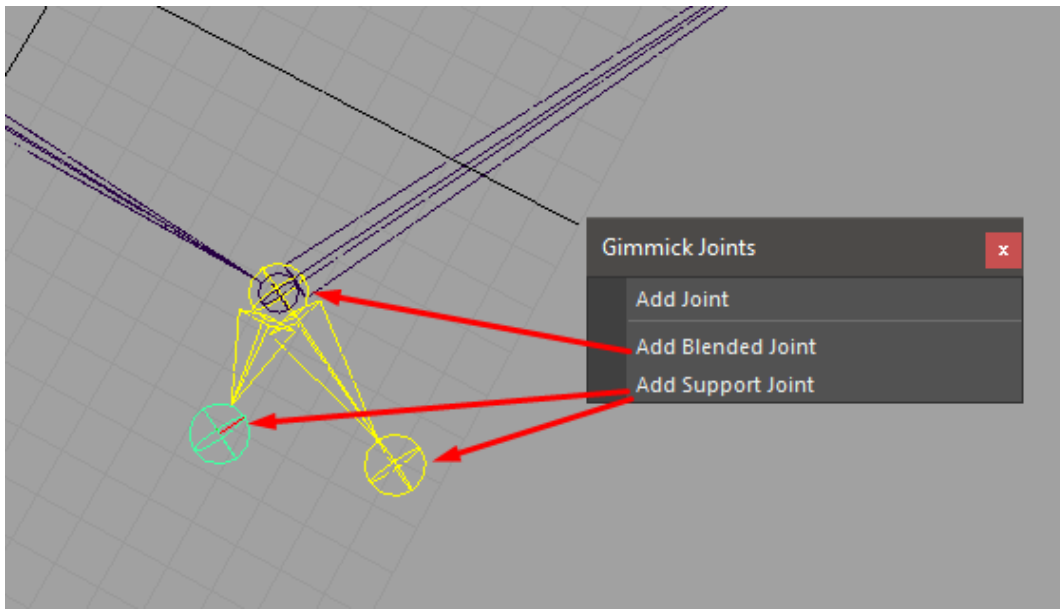 Gimmick Joints
x
Add Joint
Add Blended Joint
Add Support Joint